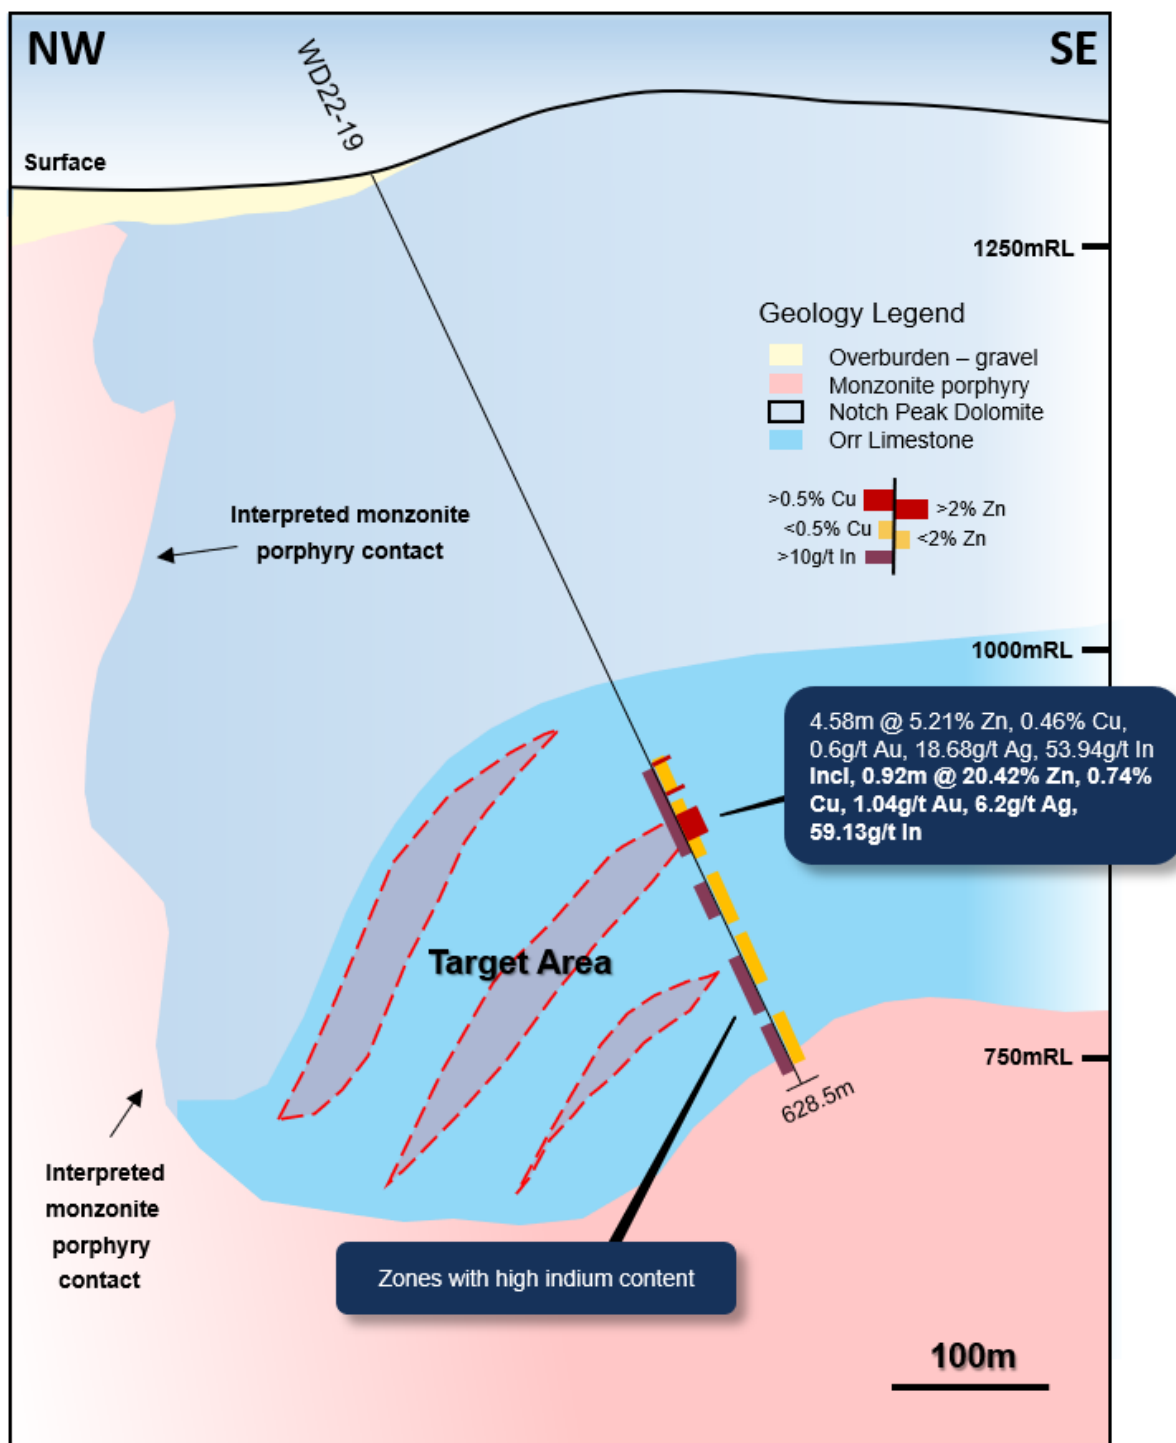 NW
SE
WD22-19
Surface
1250mRL
Geology Legend
Overburden – gravel
Monzonite porphyry
Notch Peak Dolomite
Orr Limestone
>0.5% Cu
>2% Zn
<0.5% Cu
<2% Zn
>10g/t In
Interpreted monzonite
porphyry contact
1000mRL
4.58m @ 5.21% Zn, 0.46% Cu,
0.6g/t Au, 18.68g/t Ag, 53.94g/t In
Incl, 0.92m @ 20.42% Zn, 0.74%
Cu, 1.04g/t Au, 6.2g/t Ag,
59.13g/t In
Target Area
750mRL
628.5m
Interpreted
monzonite
porphyry
contact
Zones with high indium content
100m